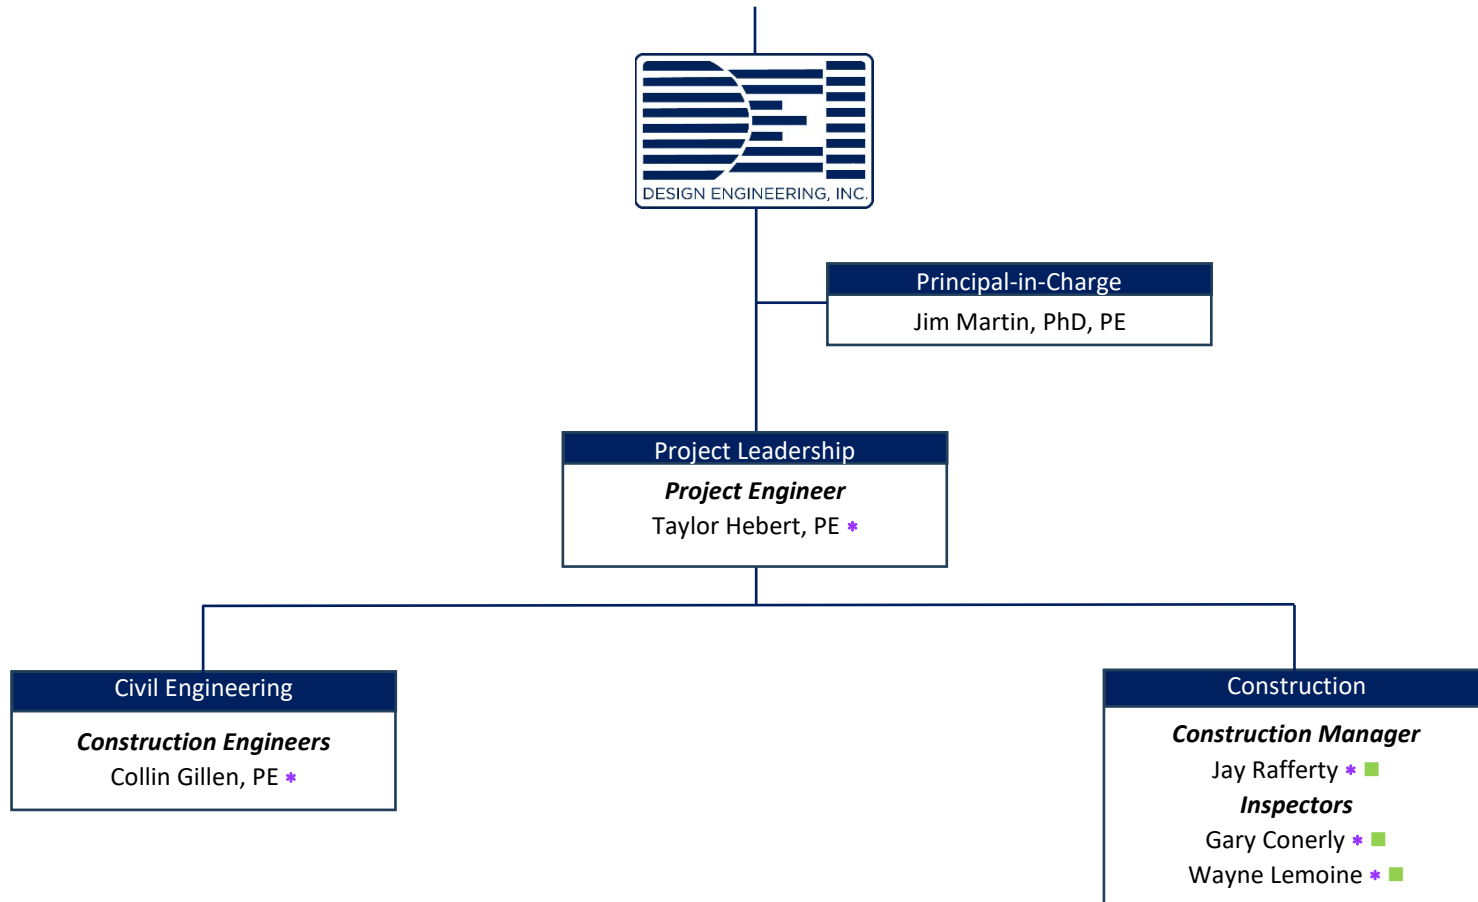 DEI
DESIGN ENGINEERING, INC.
Principal-in-Charge
Jim Martin, PhD, PE
Project Leadership
Project Engineer
Taylor Hebert, PE *
Civil Engineering
Construction Engineers
Collin Gillen, PE *
Construction
Construction Manager
Jay Rafferty * ■
Inspectors
Gary Conerly * ■
Wayne Lemoine * ■